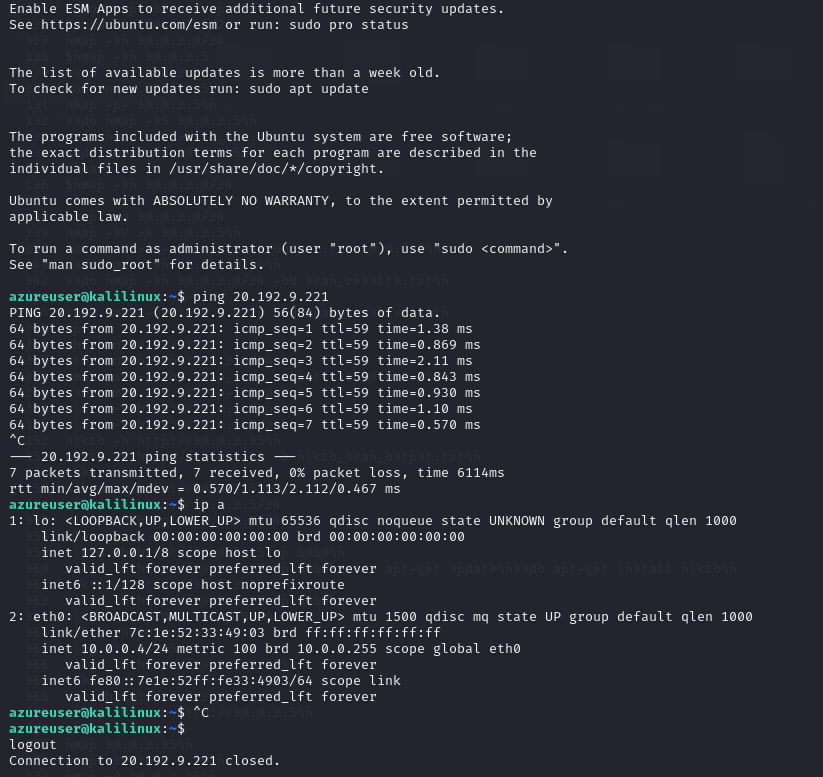 Enable ESM Apps to receive additional future security updates.
See https://ubuntu.com/esm or run: sudo pro status
The list of available updates is more than a week old.
To check for new updates run: sudo apt update
The programs included with the Ubuntu system are free software;
the exact distribution terms for each program are described in the
individual files in /usr/share/doc/*/copyright.
Ubuntu comes with ABSOLUTELY NO WARRANTY, to the extent permitted by
applicable law.
To run a command as administrator (user "root"), use "sudo <command>".
See "man sudo_root" for details.
azureuser@kalilinux:~$ ping 20.192.9.221
PING 20.192.9.221 (20.192.9.221) 56(84) bytes of data.
64 bytes from 20.192.9.221: icmp_seq=1 ttl=59 time=1.38 ms
64 bytes from 20.192.9.221: icmp_seq=2 ttl=59 time=0.869 ms
64 bytes from 20.192.9.221: icmp_seq=3 ttl=59 time=2.11 ms
64 bytes from 20.192.9.221: icmp_seq=4 ttl=59 time=0.843 ms
64 bytes from 20.192.9.221: icmp_seq=5 ttl=59 time=0.930 ms
64 bytes from 20.192.9.221: icmp_seq=6 ttl=59 time=1.10 ms
64 bytes from 20.192.9.221: icmp_seq=7 ttl=59 time=0.570 ms
^C
--- 20.192.9.221 ping statistics ---
7 packets transmitted, 7 received, 0% packet loss, time 6114ms
rtt min/avg/max/mdev = 0.570/1.113/2.112/0.467 ms
azureuser@kalilinux:~$ ip a
1: lo: <LOOPBACK,UP,LOWER_UP> mtu 65536 qdisc noqueue state UNKNOWN group default qlen 1000
link/loopback 00:00:00:00:00:00 brd 00:00:00:00:00:00
inet 127.0.0.1/8 scope host lo
valid_lft forever preferred_lft forever
inet6 ::1/128 scope host noprefixroute
valid_lft forever preferred_lft forever
2: eth0: <BROADCAST,MULTICAST,UP,LOWER_UP> mtu 1500 qdisc mq state UP group default qlen 1000
link/ether 7c:1e:52:33:49:03 brd ff:ff:ff:ff:ff:ff
inet 10.0.0.4/24 metric 100 brd 10.0.0.255 scope global eth0
valid_lft forever preferred_lft forever
inet6 fe80::7e1e:52ff:fe33:4903/64 scope link
valid_lft forever preferred_lft forever
azureuser@kalilinux:~$ ^C
azureuser@kalilinux:~$
logout
Connection to 20.192.9.221 closed.